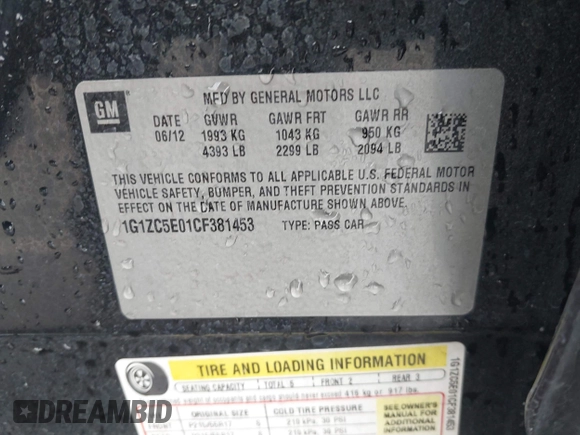 GM
MFD BY GENERAL MOTORS LLC
DATE GVWR GAWR FRT GAWR RR
06/12 1993 KG 1043 KG 950 KG
4393 LB 2299 LB 2094 LB
THIS VEHICLE CONFORMS TO ALL APPLICABLE U.S. FEDERAL MOTOR
VEHICLE SAFETY, BUMPER, AND THEFT PREVENTION STANDARDS IN
EFFECT ON THE DATE OF MANUFACTURE SHOWN ABOVE.
1G1ZC5E01CF381453 TYPE: PASS CAR
TIRE AND LOADING INFORMATION
SEATING CAPACITY TOTAL 5 FRONT 2 REAR 3
ORIGINAL SIZE COLD TIRE PRESSURE
SEE OWNER'S
MANUAL FOR
1G1ZC5E01CF381453
DREAMBID
CARFAST.EXPRESS